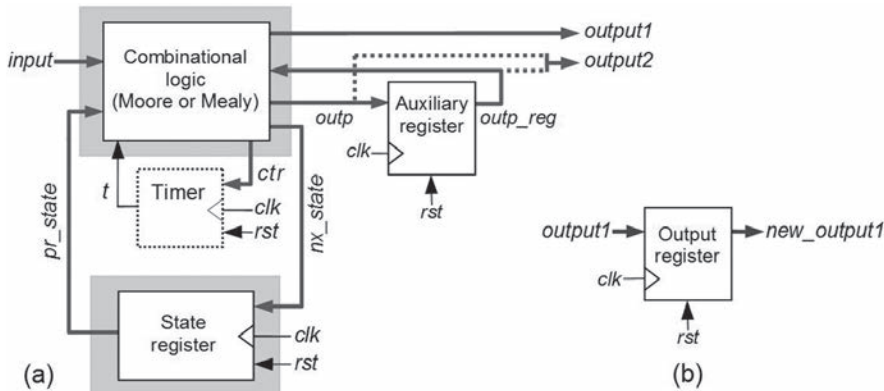 input
Combinational
logic
(Moore or Mealy)
output1
output2
outp
Auxiliary
register
outp_reg
clk
rst
pr_state
t
Timer
ctr
clk
rst
nx_state
State
register
clk
rst
(a)
output1
Output
register
new_output1
clk
rst
(b)